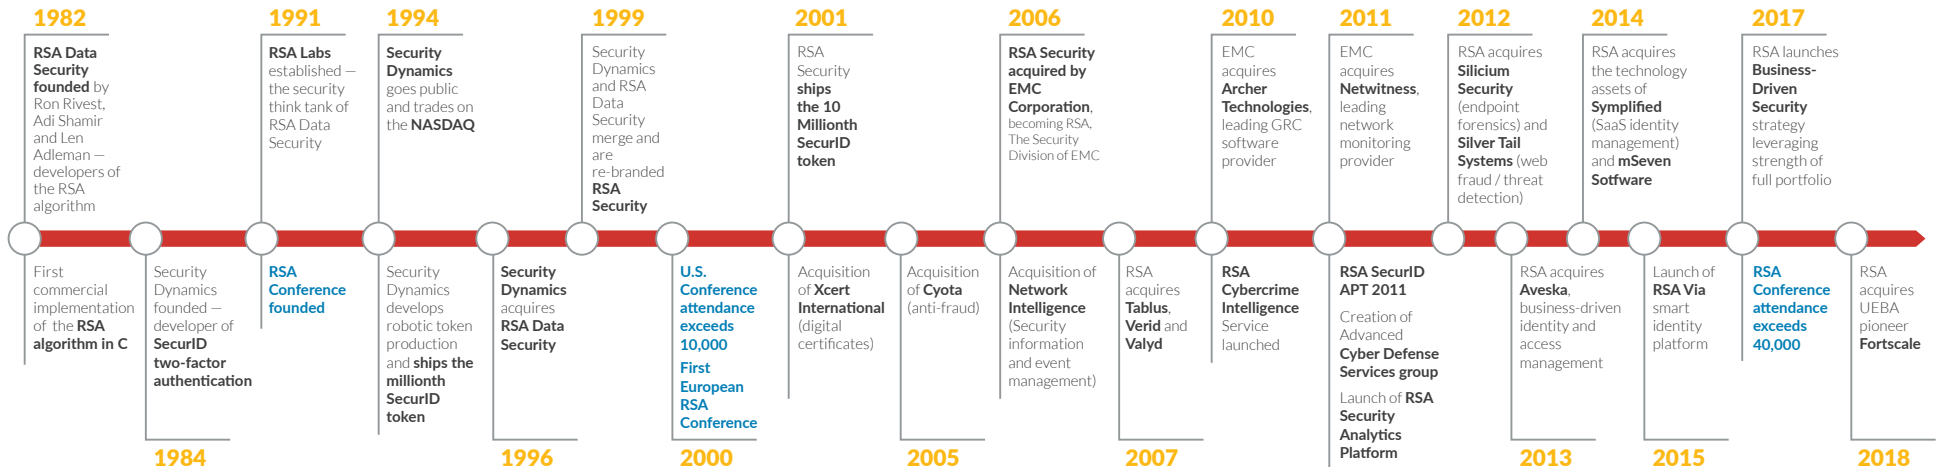 1982
RSA Data
Security
founded by
Ron Rivest,
Adi Shamir
and Len
Adleman —
developers of
the RSA
algorithm
First
commercial
implementation
of the RSA
algorithm in C
Security
Dynamics
founded —
developer of
SecurID
two-factor
authentication
1984
1991
RSA Labs
established —
the security
think tank of
RSA Data
Security
RSA
Conference
founded
1994
Security
Dynamics
goes public
and trades on
the NASDAQ
Security
Dynamics
develops
robotic token
production
and ships the
millionth
SecurID
token
Security
Dynamics
acquires
RSA Data
Security
1996
1999
Security
Dynamics
and RSA
Data
Security
merge and
are
re-branded
RSA
Security
U.S.
Conference
attendance
exceeds
10,000
First
European
RSA
Conference
2000
2001
RSA
Security
ships
the 10
Millionth
SecurID
token
Acquisition
of Xcert
International
(digital
certificates)
Acquisition
of Cyota
(anti-fraud)
2005
2006
RSA Security
acquired by
EMC
Corporation,
becoming RSA,
The Security
Division of EMC
Acquisition of
Network
Intelligence
(Security
information
and event
management)
RSA
acquires
Tablus,
Verid and
Valyd
2007
2010
EMC
acquires
Archer
Technologies,
leading GRC
software
provider
RSA
Cybercrime
Intelligence
Service
launched
2011
EMC
acquires
Netwitness,
leading
network
monitoring
provider
RSA SecurID
APT 2011
Creation of
Advanced
Cyber Defense
Services group
Launch of RSA
Security
Analytics
Platform
2012
RSA acquires
Silicium
Security
(endpoint
forensics) and
Silver Tail
Systems (web
fraud / threat
detection)
RSA acquires
Aveska,
business-driven
identity and
access
management
2013
2014
RSA acquires
the technology
assets of
Symplified
(SaaS identity
management)
and mSeven
Sotfware
Launch of
RSA Via
smart
identity
platform
2015
2017
RSA launches
Business-
Driven
Security
strategy
leveraging
strength of
full portfolio
RSA
Conference
attendance
exceeds
40,000
RSA
acquires
UEBA
pioneer
Fortscale
2018